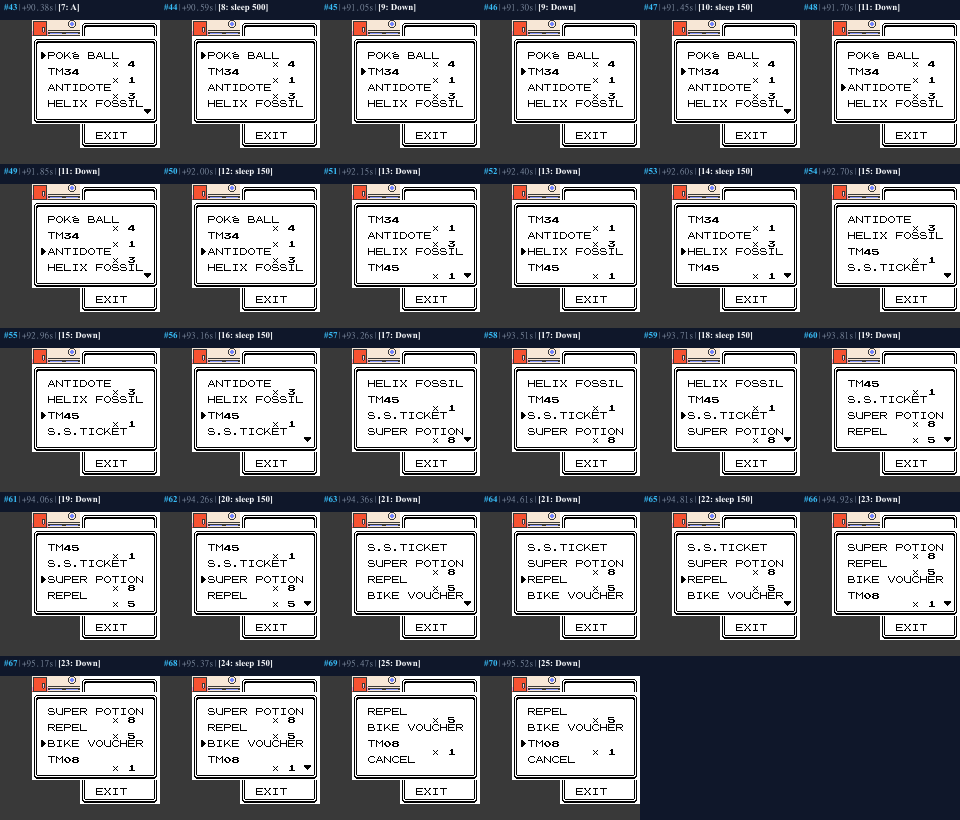 #43|+90.38s| [7: A]
POKé BALL
× 4
TM34
× 1
ANTIDOTE
× 3
HELIX FOSSIL
EXIT
#44|+90.59s| [8: sleep 500]
POKé BALL
× 4
TM34
× 1
ANTIDOTE
× 3
HELIX FOSSIL
EXIT
#45|+91.05s| [9: Down]
POKé BALL
× 4
TM34
× 1
ANTIDOTE
× 3
HELIX FOSSIL
EXIT
#46|+91.30s| [9: Down]
POKé BALL
× 4
TM34
× 1
ANTIDOTE
× 3
HELIX FOSSIL
EXIT
#47|+91.45s| [10: sleep 150]
POKé BALL
× 4
TM34
× 1
ANTIDOTE
× 3
HELIX FOSSIL
EXIT
#48|+91.70s| [11: Down]
POKé BALL
× 4
TM34
× 1
ANTIDOTE
× 3
HELIX FOSSIL
EXIT
#49|+91.85s| [11: Down]
POKé BALL
× 4
TM34
× 1
ANTIDOTE
× 3
HELIX FOSSIL
EXIT
#50|+92.00s| [12: sleep 150]
POKé BALL
× 4
TM34
× 1
ANTIDOTE
× 3
HELIX FOSSIL
EXIT
#51|+92.15s| [13: Down]
TM34
× 1
ANTIDOTE
× 3
HELIX FOSSIL
TM45
× 1
EXIT
#52|+92.40s| [13: Down]
TM34
× 1
ANTIDOTE
× 3
HELIX FOSSIL
TM45
× 1
EXIT
#53|+92.60s| [14: sleep 150]
TM34
× 1
ANTIDOTE
× 3
HELIX FOSSIL
TM45
× 1
EXIT
#54|+92.70s| [15: Down]
ANTIDOTE
× 3
HELIX FOSSIL
TM45
× 1
S.S.TICKET
EXIT
#55|+92.96s| [15: Down]
ANTIDOTE
× 3
HELIX FOSSIL
TM45
× 1
S.S.TICKET
EXIT
#56|+93.16s| [16: sleep 150]
ANTIDOTE
× 3
HELIX FOSSIL
TM45
× 1
S.S.TICKET
EXIT
#57|+93.26s| [17: Down]
HELIX FOSSIL
TM45
× 1
S.S.TICKET
SUPER POTION
× 8
EXIT
#58|+93.51s| [17: Down]
HELIX FOSSIL
TM45
× 1
S.S.TICKET
SUPER POTION
× 8
EXIT
#59|+93.71s| [18: sleep 150]
HELIX FOSSIL
TM45
× 1
S.S.TICKET
SUPER POTION
× 8
EXIT
#60|+93.81s| [19: Down]
TM45
× 1
S.S.TICKET
SUPER POTION
× 8
REPEL
× 5
EXIT
#61|+94.06s| [19: Down]
TM45
× 1
S.S.TICKET
SUPER POTION
× 8
REPEL
× 5
EXIT
#62|+94.26s| [20: sleep 150]
TM45
× 1
S.S.TICKET
SUPER POTION
× 8
REPEL
× 5
EXIT
#63|+94.36s| [21: Down]
S.S.TICKET
SUPER POTION
× 8
REPEL
× 5
BIKE VOUCHER
EXIT
#64|+94.61s| [21: Down]
S.S.TICKET
SUPER POTION
× 8
REPEL
× 5
BIKE VOUCHER
EXIT
#65|+94.81s| [22: sleep 150]
S.S.TICKET
SUPER POTION
× 8
REPEL
× 5
BIKE VOUCHER
EXIT
#66|+94.92s| [23: Down]
SUPER POTION
× 8
REPEL
× 5
BIKE VOUCHER
TM08
× 1
EXIT
#67|+95.17s| [23: Down]
SUPER POTION
× 8
REPEL
× 5
BIKE VOUCHER
TM08
× 1
EXIT
#68|+95.37s| [24: sleep 150]
SUPER POTION
× 8
REPEL
× 5
BIKE VOUCHER
TM08
× 1
EXIT
#69|+95.47s| [25: Down]
REPEL
× 5
BIKE VOUCHER
TM08
× 1
CANCEL
EXIT
#70|+95.52s| [25: Down]
REPEL
× 5
BIKE VOUCHER
TM08
× 1
CANCEL
EXIT